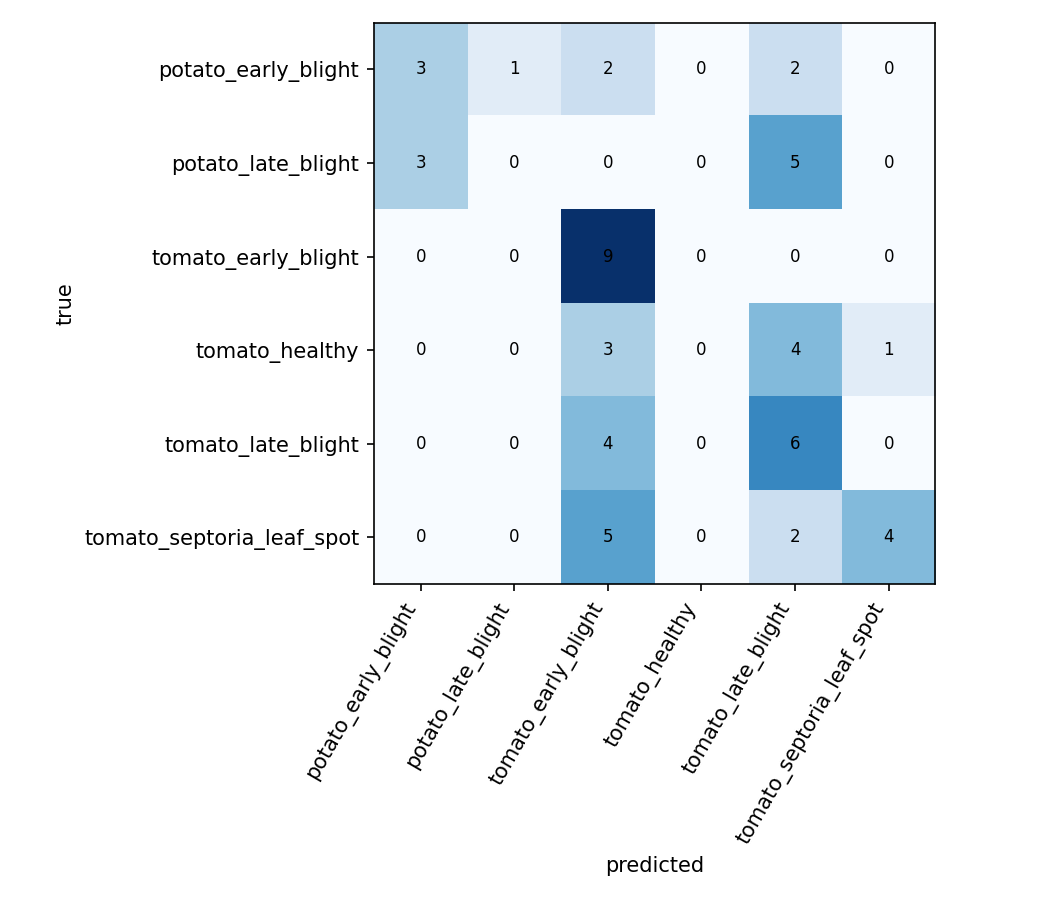 potato_early_blight 3 1 2 0 2 0
potato_late_blight 3 0 0 0 5 0
tomato_early_blight 0 0 9 0 0 0
tomato_healthy 0 0 3 0 4 1
tomato_late_blight 0 0 4 0 6 0
tomato_septoria_leaf_spot 0 0 5 0 2 4
true
potato_early_blight
potato_late_blight
tomato_early_blight
tomato_healthy
tomato_late_blight
tomato_septoria_leaf_spot
predicted